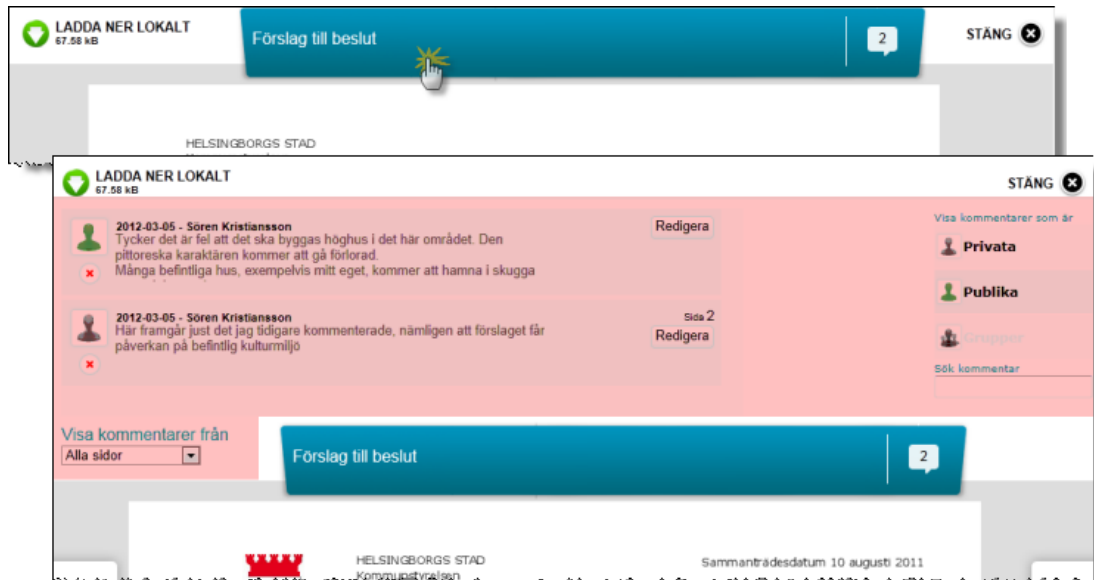 LADDA NER LOKALT
67.58 kB
Förslag till beslut
2
STÄNG
HELSINGBORGS STAD
LADDA NER LOKALT
67.58 kB
STÄNG
2012-03-05 - Sören Kristiansson
Tycker det är fel att det ska byggas höghus i det här området. Den
pittoreska karaktären kommer att gå förlorad.
Många befintliga hus, exempelvis mitt eget, kommer att hamna i skugga
Redigera
2012-03-05 - Sören Kristiansson
Här framgår just det jag tidigare kommenterade, nämligen att förslaget får
påverkan på befintlig kulturmiljö
Sida 2
Redigera
Visa kommentarer som är
Privata
Publika
Grupper
Sök kommentar
Visa kommentarer från
Alla sidor
Förslag till beslut
2
HELSINGBORGS STAD
Kommunstyrelsen
Sammanträdesdatum 10 augusti 2011